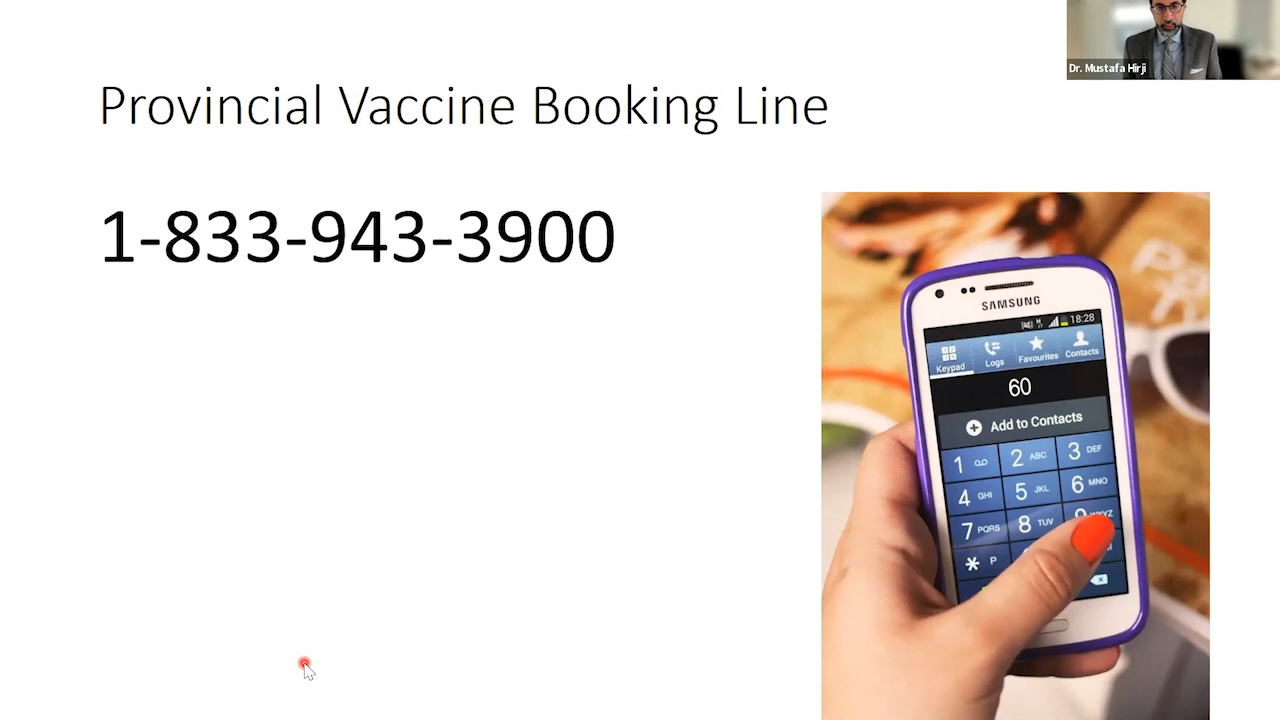 Dr. Mustafa Hirji
Provincial Vaccine Booking Line
1-833-943-3900
SAMSUNG
18:28
Keypad
Logs
Favourites
Contacts
60
Add to Contacts
1
2 ABC
3 DEF
4 GHI
5 JKL
6 MNO
7 PQRS
8 TUV
* P